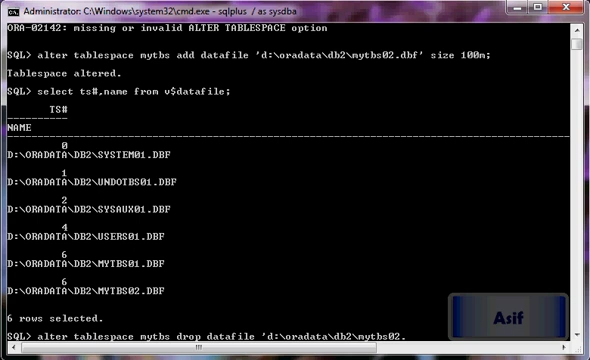 Administrator: C:\Windows\system32\cmd.exe - sqlplus / as sysdba
ORA-02142: missing or invalid ALTER TABLESPACE option
SQL> alter tablespace mytbs add datafile 'd:\oradata\db2\mytbs02.dbf' size 100m;
Tablespace altered.
SQL> select ts#,name from v$datafile;
TS#
----------
NAME
--------------------------------------------------------------------------------
0
D:\ORADATA\DB2\SYSTEM01.DBF
1
D:\ORADATA\DB2\UNDOTBS01.DBF
2
D:\ORADATA\DB2\SYSAUX01.DBF
4
D:\ORADATA\DB2\USERS01.DBF
6
D:\ORADATA\DB2\MYTBS01.DBF
6
D:\ORADATA\DB2\MYTBS02.DBF
6 rows selected.
Asif
SQL> alter tablespace mytbs drop datafile 'd:\oradata\db2\mytbs02.